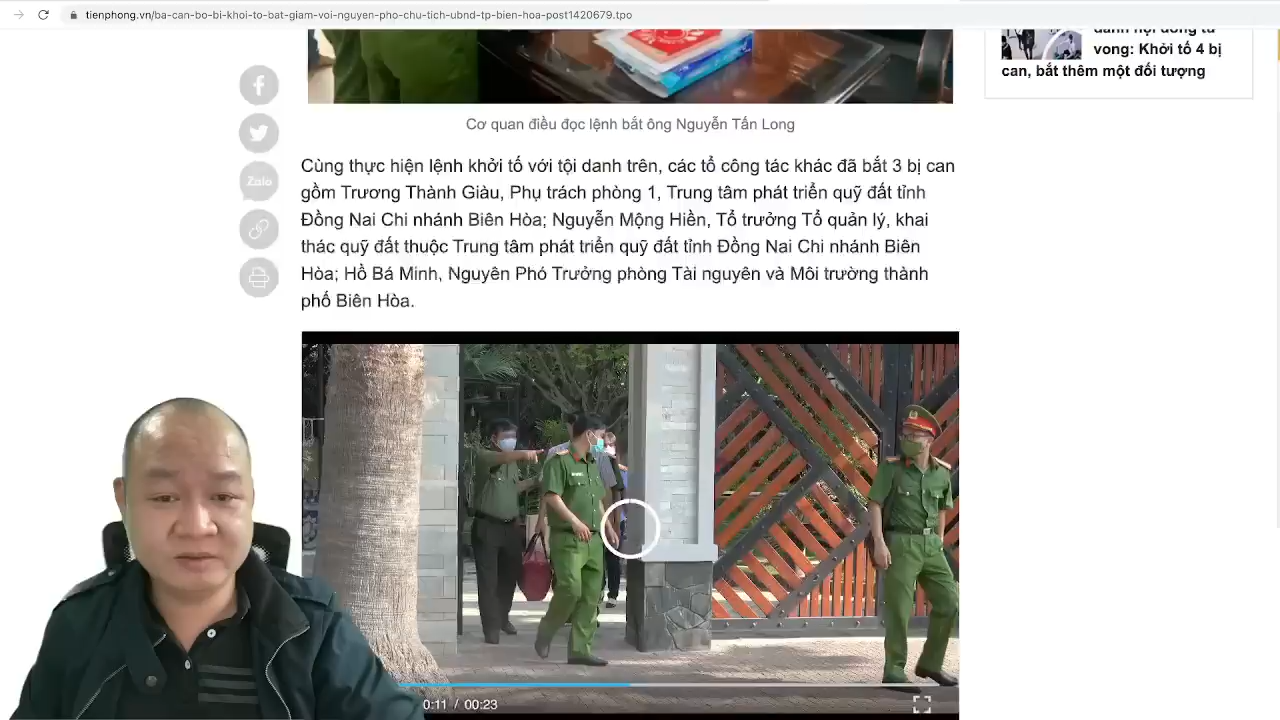 tienphong.vn/ba-can-bo-bi-khoi-to-bat-giam-voi-nguyen-pho-chu-tich-ubnd-tp-bien-hoa-post1420679.tpo
vong: Khởi tố 4 bị
can, bắt thêm một đối tượng
Zalo
Cơ quan điều đọc lệnh bắt ông Nguyễn Tấn Long
Cùng thực hiện lệnh khởi tố với tội danh trên, các tổ công tác khác đã bắt 3 bị can
gồm Trương Thành Giàu, Phụ trách phòng 1, Trung tâm phát triển quỹ đất tỉnh
Đồng Nai Chi nhánh Biên Hòa; Nguyễn Mộng Hiền, Tổ trưởng Tổ quản lý, khai
thác quỹ đất thuộc Trung tâm phát triển quỹ đất tỉnh Đồng Nai Chi nhánh Biên
Hòa; Hồ Bá Minh, Nguyên Phó Trưởng phòng Tài nguyên và Môi trường thành
phố Biên Hòa.
0:11 / 00:23